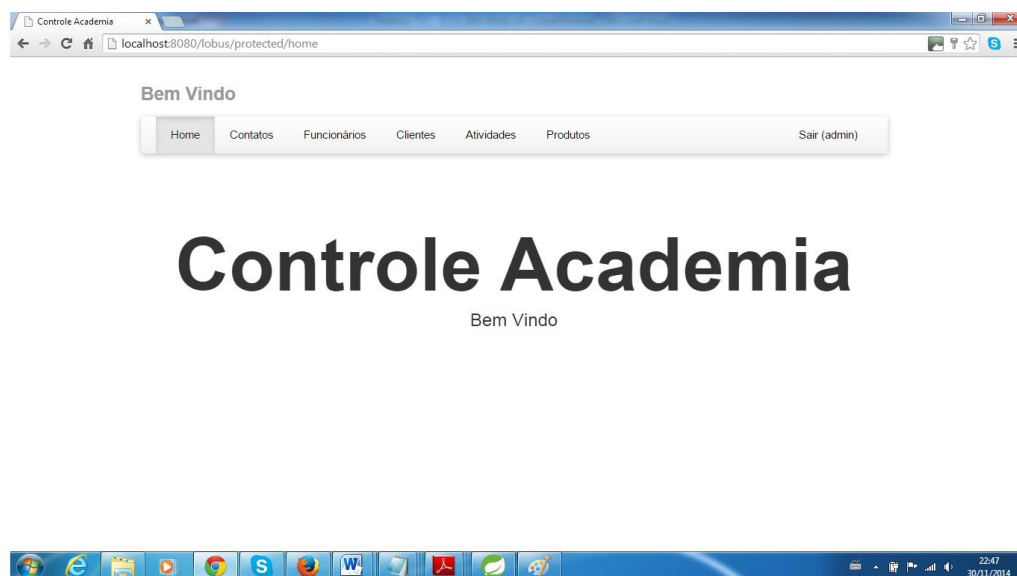 Controle Academia
localhost:8080/lobus/protected/home
Bem Vindo
Home Contatos Funcionários Clientes Atividades Produtos Sair (admin)
Controle Academia
Bem Vindo
22:47
30/11/2014